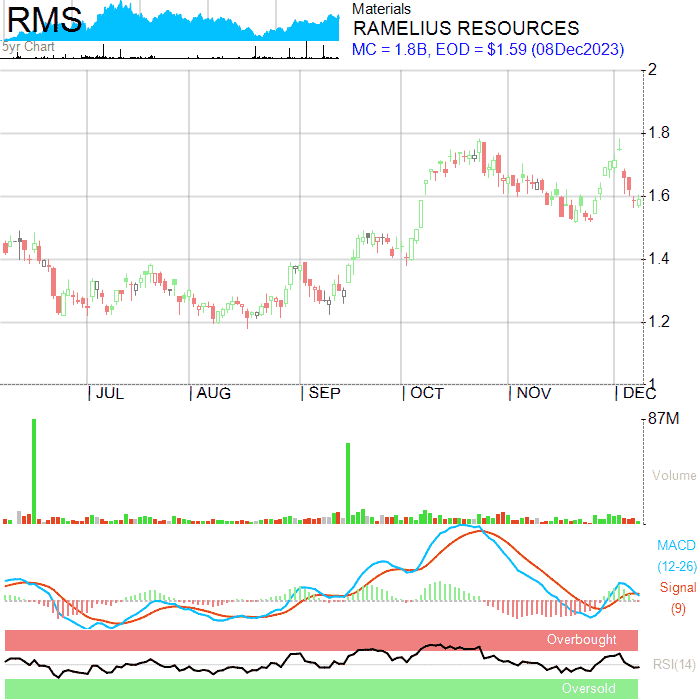 RMS
5yr Chart
Materials
RAMELIUS RESOURCES
MC = 1.8B, EOD = $1.59 (08Dec2023)
2
1.8
1.6
1.4
1.2
1
JUL AUG SEP OCT NOV DEC
87M
Volume
MACD
(12-26)
Signal
(9)
Overbought
RSI(14)
Oversold